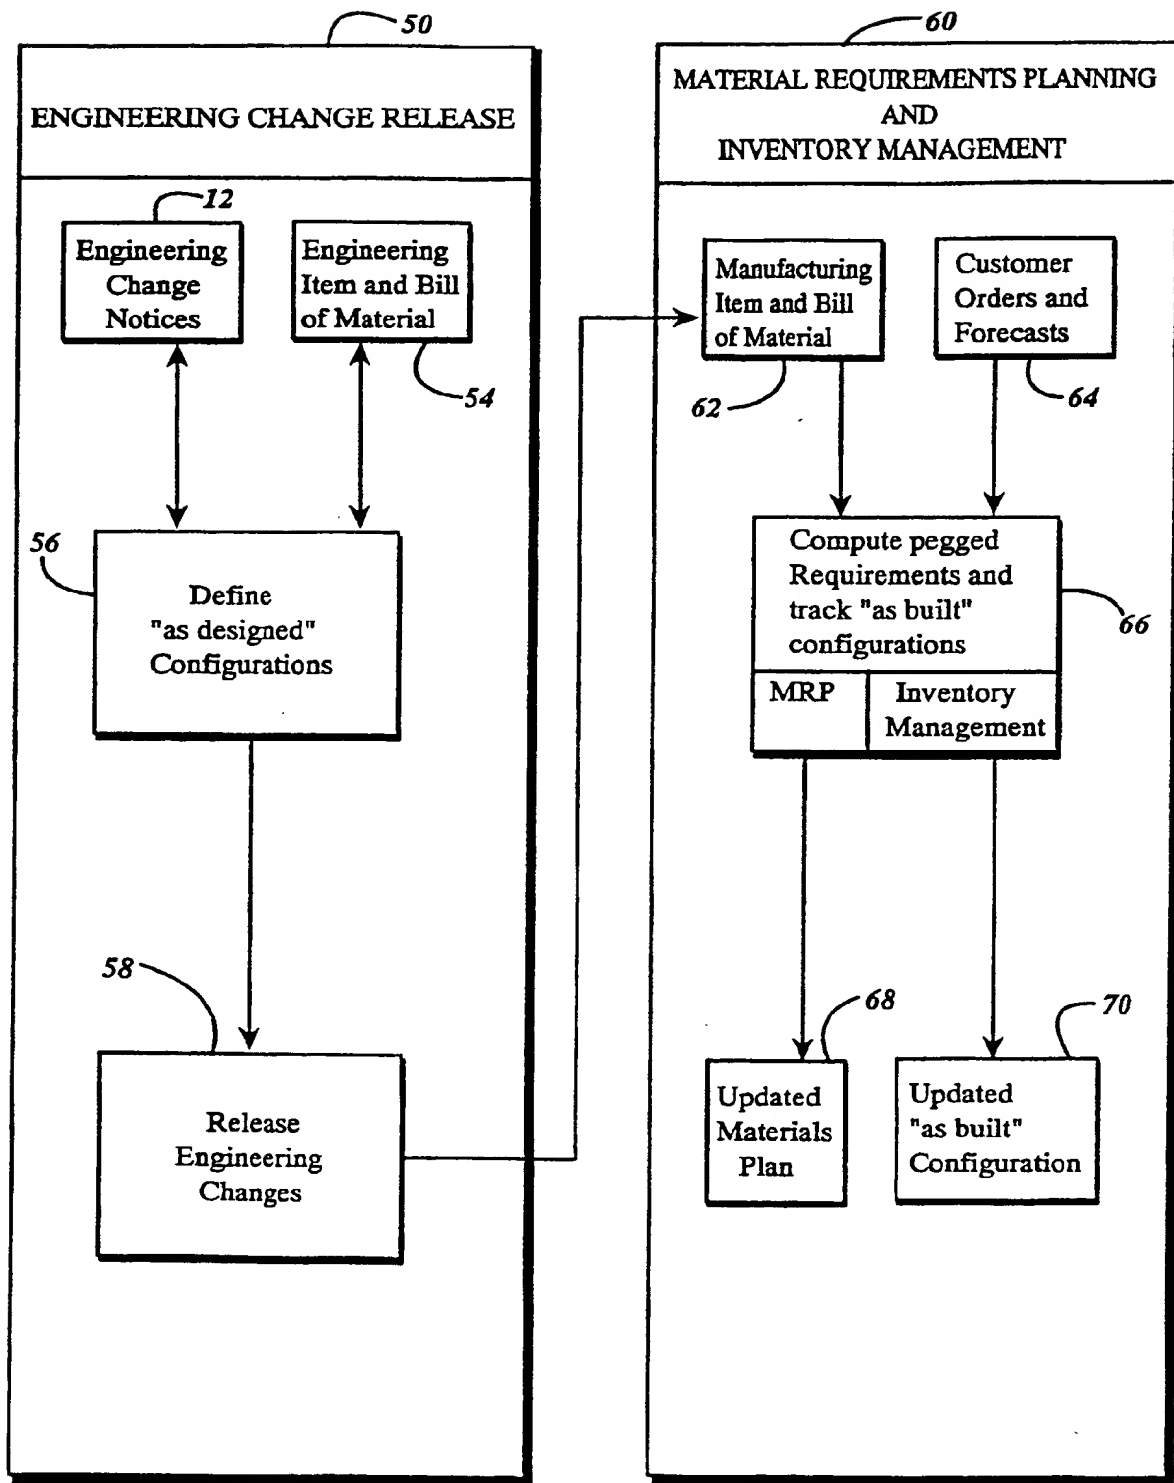 50
ENGINEERING CHANGE RELEASE
12
Engineering
Change
Notices
Engineering
Item and Bill
of Material
54
56
Define
"as designed"
Configurations
58
Release
Engineering
Changes
60
MATERIAL REQUIREMENTS PLANNING
AND
INVENTORY MANAGEMENT
Manufacturing
Item and Bill
of Material
62
Customer
Orders and
Forecasts
64
Compute pegged
Requirements and
track "as built"
configurations
66
MRP
Inventory
Management
68
Updated
Materials
Plan
70
Updated
"as built"
Configuration